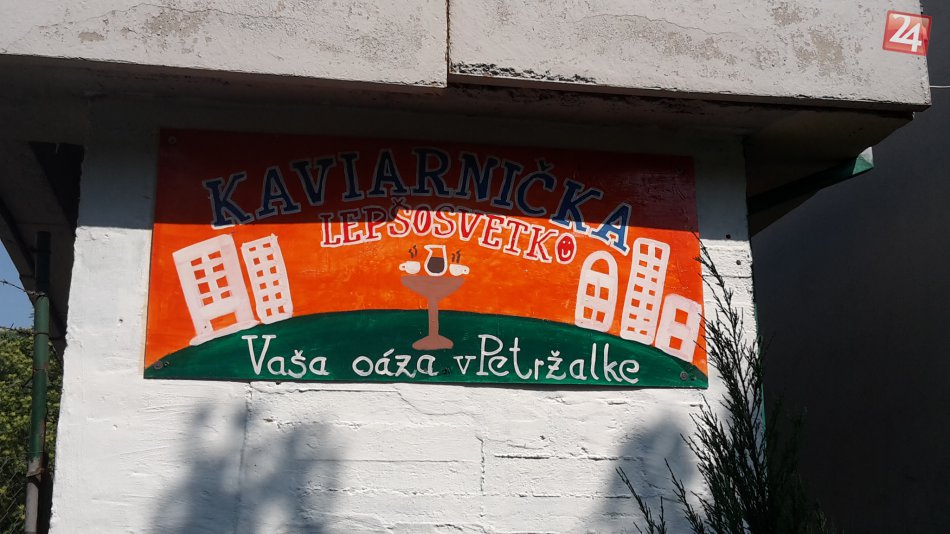 24
KAVIARNIČKA
LEPŠOSVETKO
Vaša oáza v Petržalke